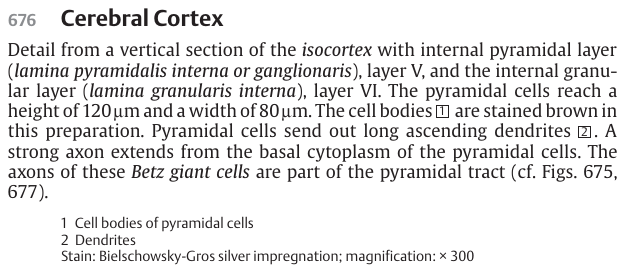 676 Cerebral Cortex
Detail from a vertical section of the isocortex with internal pyramidal layer
(lamina pyramidalis interna or ganglionaris), layer V, and the internal granu-
lar layer (lamina granularis interna), layer VI. The pyramidal cells reach a
height of 120 µm and a width of 80 µm. The cell bodies 1 are stained brown in
this preparation. Pyramidal cells send out long ascending dendrites 2. A
strong axon extends from the basal cytoplasm of the pyramidal cells. The
axons of these Betz giant cells are part of the pyramidal tract (cf. Figs. 675,
677).
1 Cell bodies of pyramidal cells
2 Dendrites
Stain: Bielschowsky-Gros silver impregnation; magnification: × 300